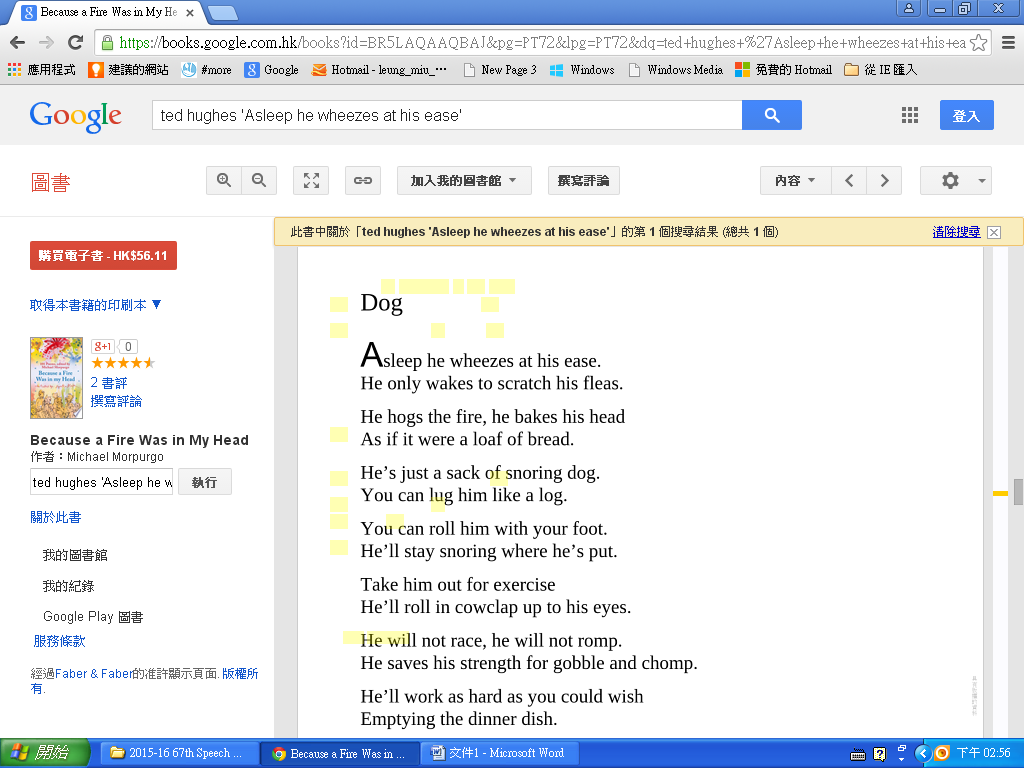 Because a Fire Was in My He
https://books.google.com.hk/books?id=BR5LAQAAQBAJ&pg=PT72&lpg=PT72&dq=ted+hughes+%27Asleep+he+wheezes+at+his+ea
應用程式 建議的網站 #more Google Hotmail - leung_miu_… New Page 3 Windows Windows Media 免費的 Hotmail 從 IE 匯入
Google ted hughes 'Asleep he wheezes at his ease' 登入
圖書 加入我的圖書館 撰寫評論 內容
此書中關於「ted hughes 'Asleep he wheezes at his ease'」的第 1 個搜尋結果 (總共 1 個) 清除搜尋
購買電子書 - HK$56.11
取得本書籍的印刷本 ▼
g+1 0
2 書評
撰寫評論
Because a Fire Was in My Head
作者：Michael Morpurgo
ted hughes 'Asleep he w 執行
關於此書
我的圖書館
我的紀錄
Google Play 圖書
服務條款
經過Faber & Faber的准許顯示頁面. 版權所
有.
Dog
Asleep he wheezes at his ease.
He only wakes to scratch his fleas.
He hogs the fire, he bakes his head
As if it were a loaf of bread.
He's just a sack of snoring dog.
You can lug him like a log.
You can roll him with your foot.
He'll stay snoring where he's put.
Take him out for exercise
He'll roll in cowclap up to his eyes.
He will not race, he will not romp.
He saves his strength for gobble and chomp.
He'll work as hard as you could wish
Emptying the dinner dish.
開始 2015-16 67th Speech ... Because a Fire Was in ... 文件1 - Microsoft Word 下午 02:56